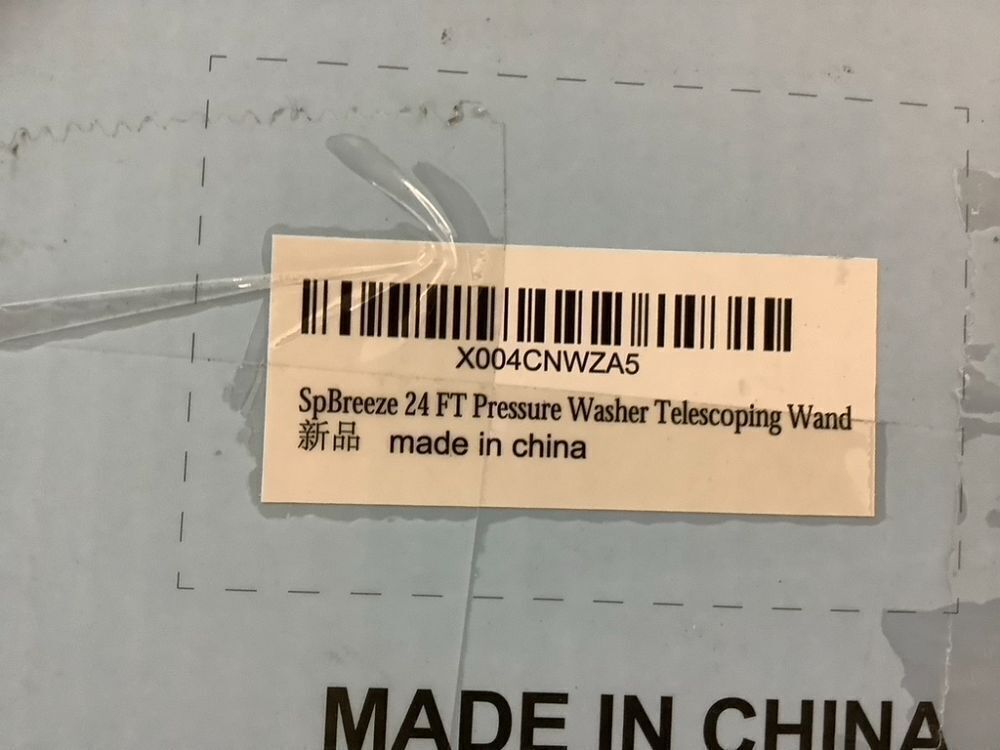 X004CNWZA5
SpBreeze 24 FT Pressure Washer Telescoping Wand
新品 made in china
MADE IN CHINA